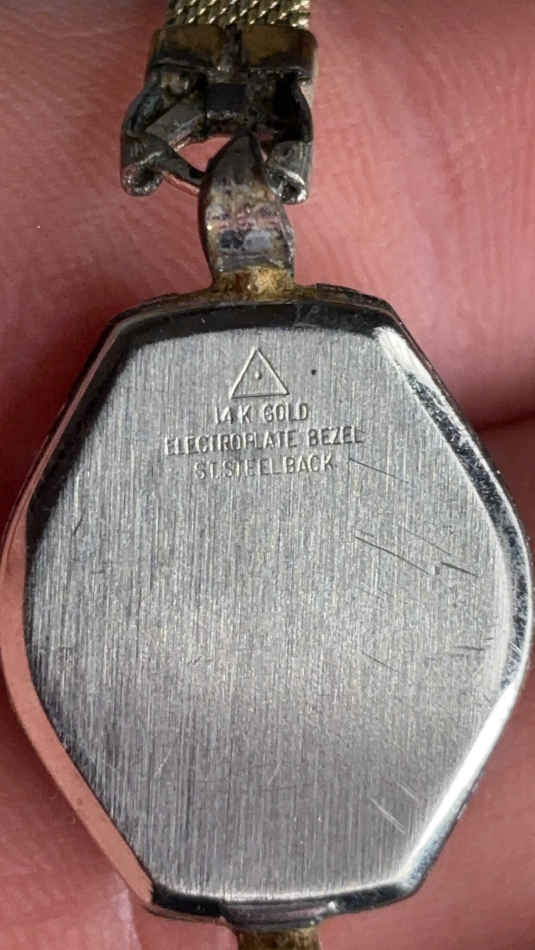 14 K GOLD
ELECTROPLATE BEZEL
ST.STEEL BACK